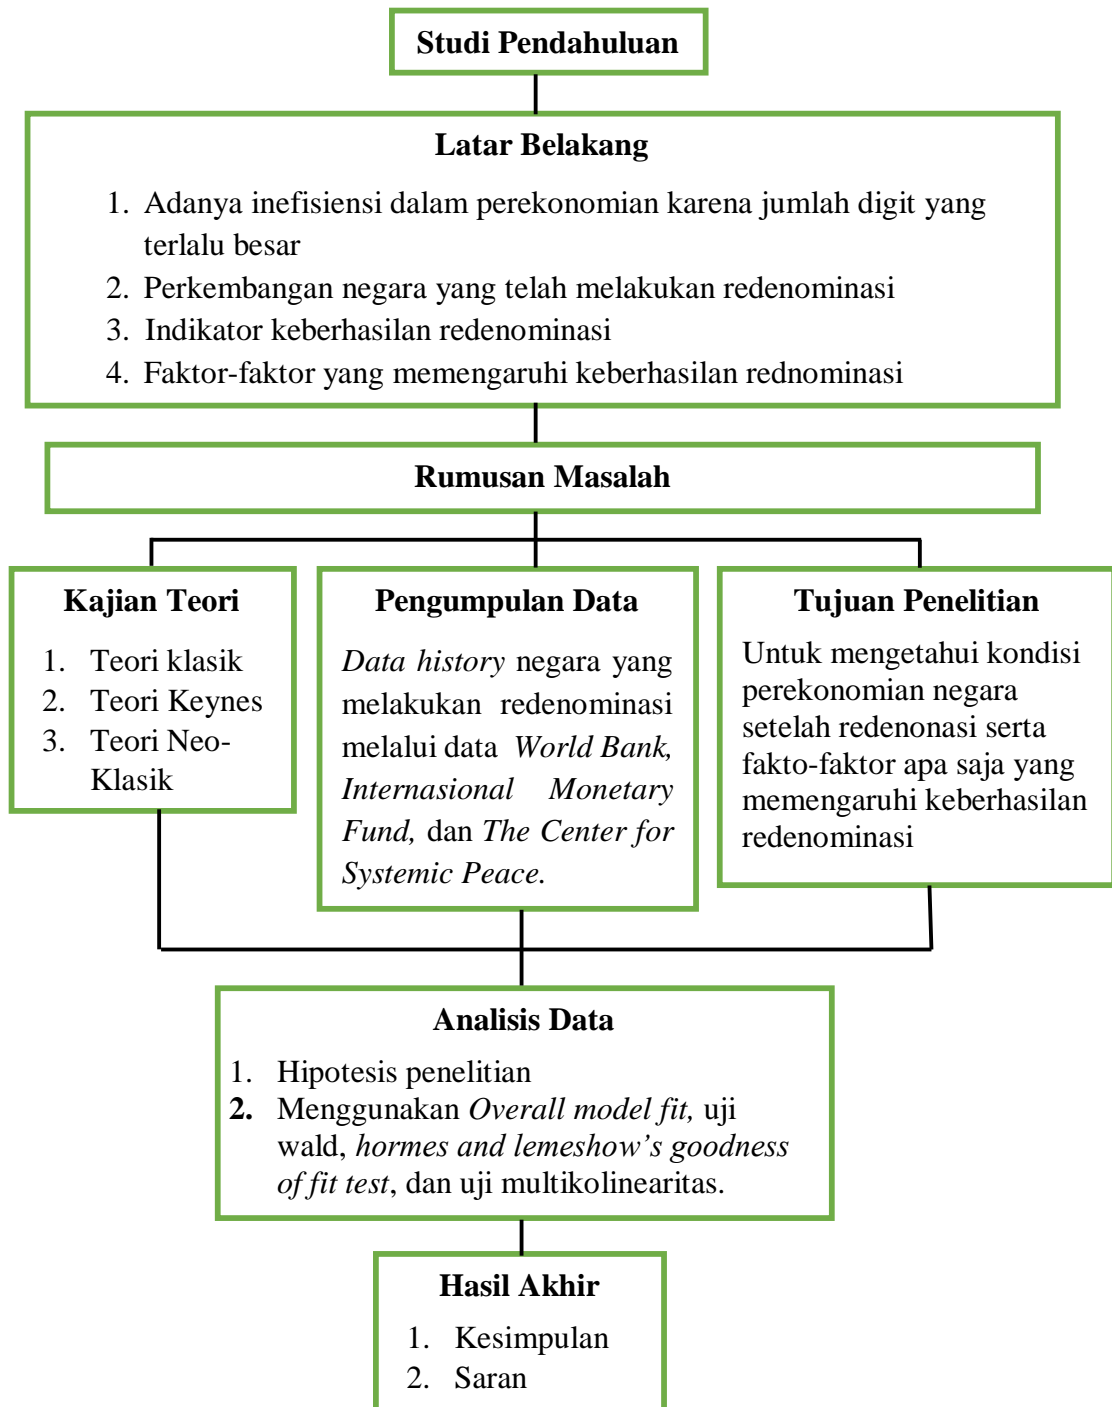 Studi Pendahuluan
Latar Belakang
1. Adanya inefisiensi dalam perekonomian karena jumlah digit yang
terlalu besar
2. Perkembangan negara yang telah melakukan redenominasi
3. Indikator keberhasilan redenominasi
4. Faktor-faktor yang memengaruhi keberhasilan rednominasi
Rumusan Masalah
Kajian Teori
1. Teori klasik
2. Teori Keynes
3. Teori Neo-
Klasik
Pengumpulan Data
Data history negara yang
melakukan redenominasi
melalui data World Bank,
Internasional Monetary
Fund, dan The Center for
Systemic Peace.
Tujuan Penelitian
Untuk mengetahui kondisi
perekonomian negara
setelah redenonasi serta
fakto-faktor apa saja yang
memengaruhi keberhasilan
redenominasi
Analisis Data
1. Hipotesis penelitian
2. Menggunakan Overall model fit, uji
wald, hormes and lemeshow’s goodness
of fit test, dan uji multikolinearitas.
Hasil Akhir
1. Kesimpulan
2. Saran